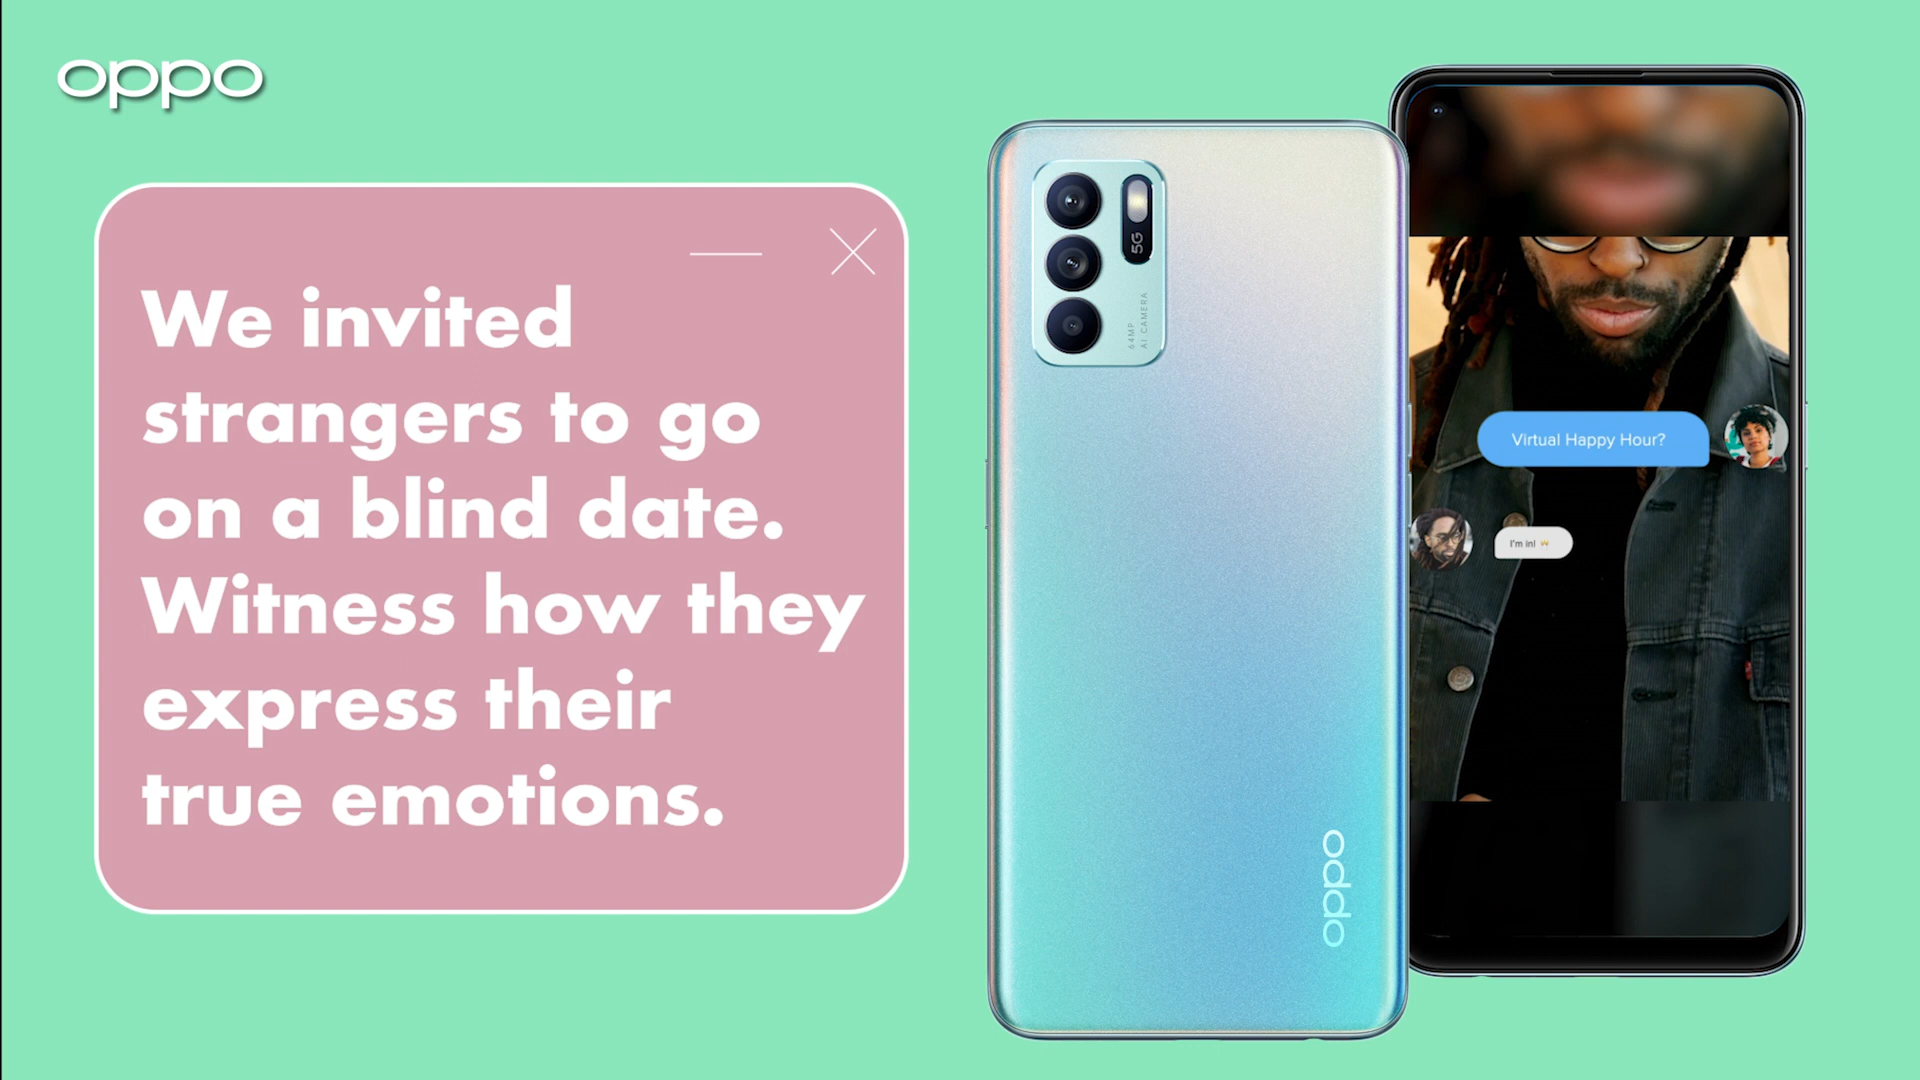 oppo
We invited
strangers to go
on a blind date.
Witness how they
express their
true emotions.
5G
64MP
AI CAMERA
oppo
Virtual Happy Hour?
I'm in!